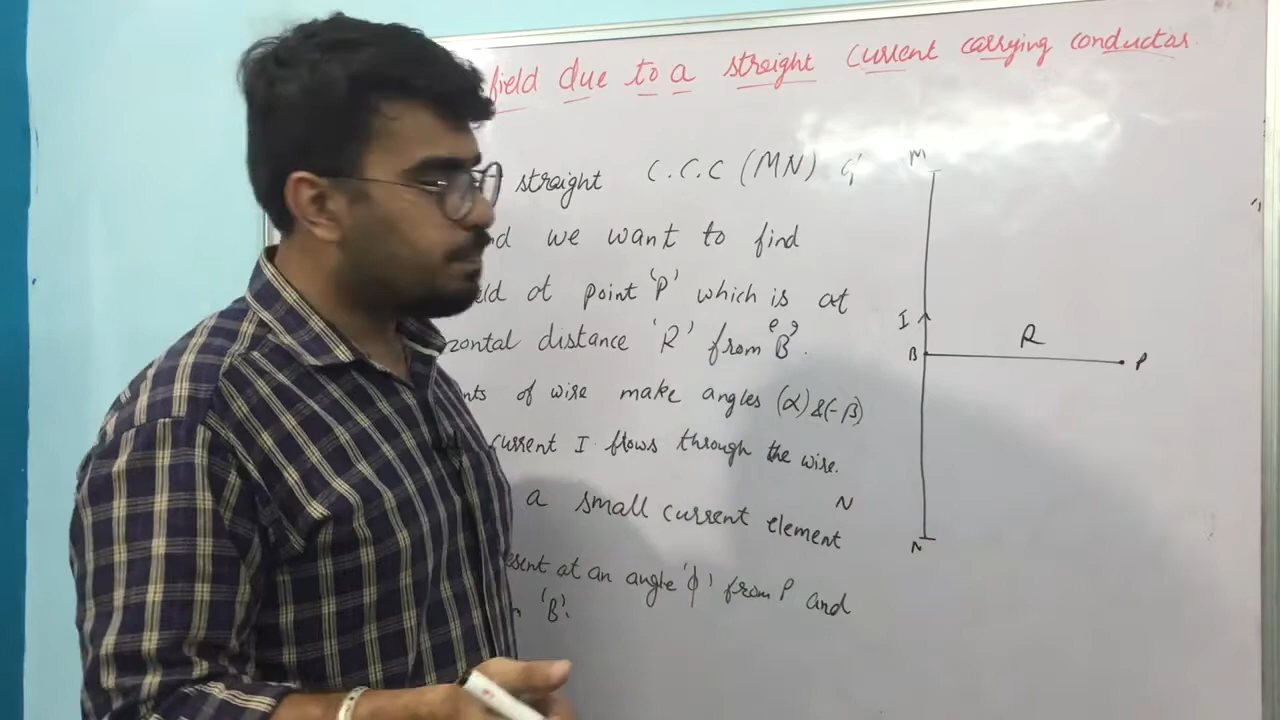 field due to a straight current carrying conductor
straight C.C.C (MN)
we want to find
at point 'P' which is at
distance 'R' from 'B'.
of wire make angles (α) &(-β)
current I flows through the wire.
a small current element
at an angle 'ϕ' from P and
'B'.
M
I
B
R
P
N
N